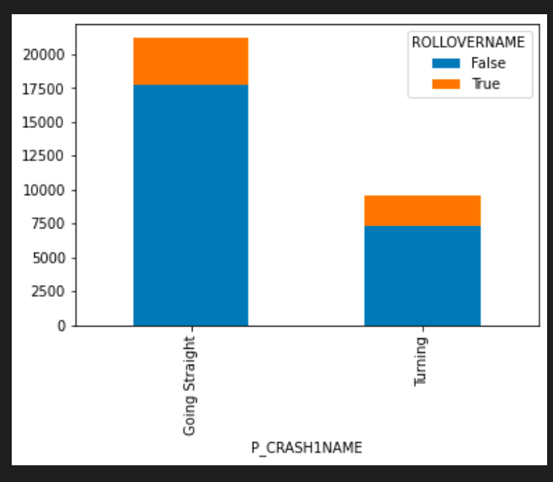 ROLLOVERNAME
False
True
20000
17500
15000
12500
10000
7500
5000
2500
0
Going Straight
Turning
P_CRASH1NAME